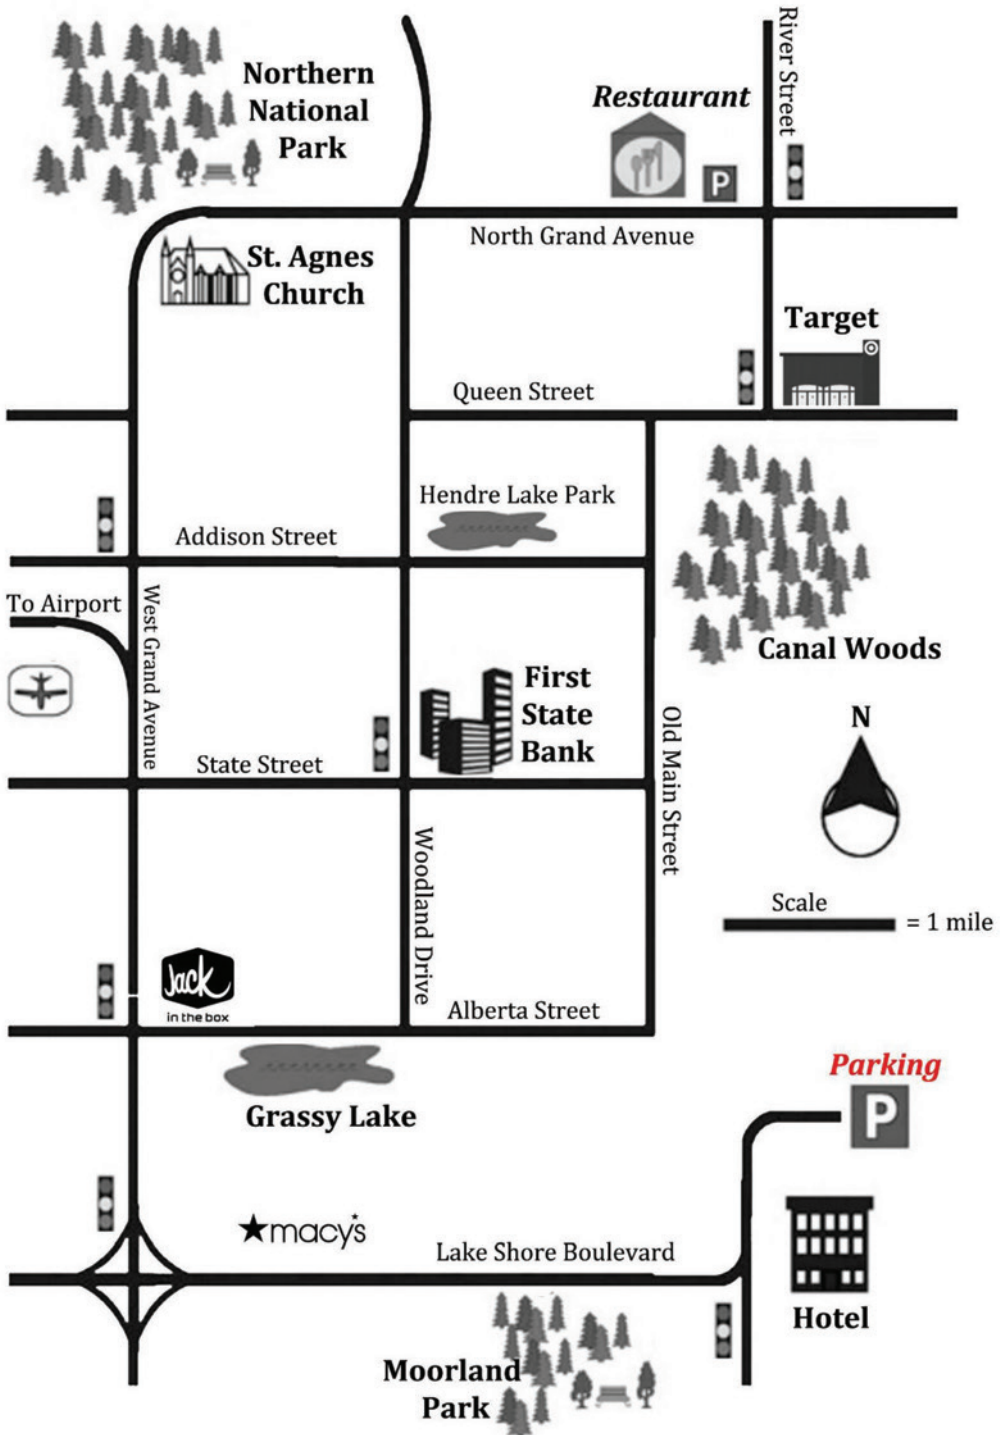 Northern
National
Park
Restaurant
P
River Street
North Grand Avenue
St. Agnes
Church
Target
Queen Street
Hendre Lake Park
Addison Street
To Airport
West Grand Avenue
Canal Woods
First
State
Bank
State Street
Old Main Street
N
Woodland Drive
Scale
= 1 mile
Jack
in the box
Alberta Street
Parking
P
Grassy Lake
macy's
Lake Shore Boulevard
Hotel
Moorland
Park